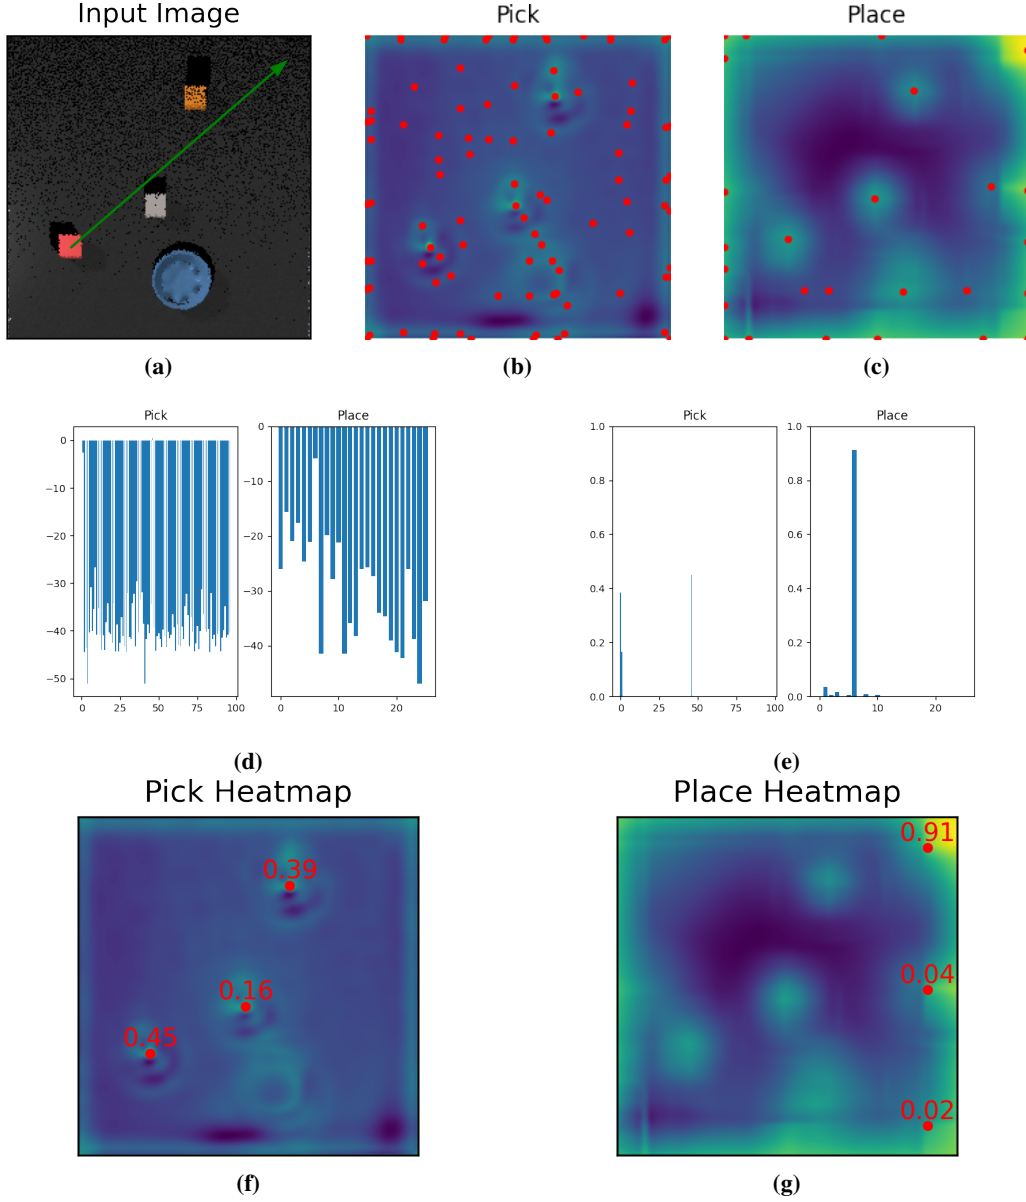 Input Image
Pick
Place
(a)
(b)
(c)
Pick
Place
0
−10
−20
−30
−40
−50
0
25
50
75
100
0
−10
−20
−30
−40
0
10
20
(d)
Pick
Place
1.0
0.8
0.6
0.4
0.2
0.0
0
25
50
75
100
1.0
0.8
0.6
0.4
0.2
0.0
0
10
20
(e)
Pick Heatmap
Place Heatmap
0.39
0.16
0.45
(f)
0.91
0.04
0.02
(g)